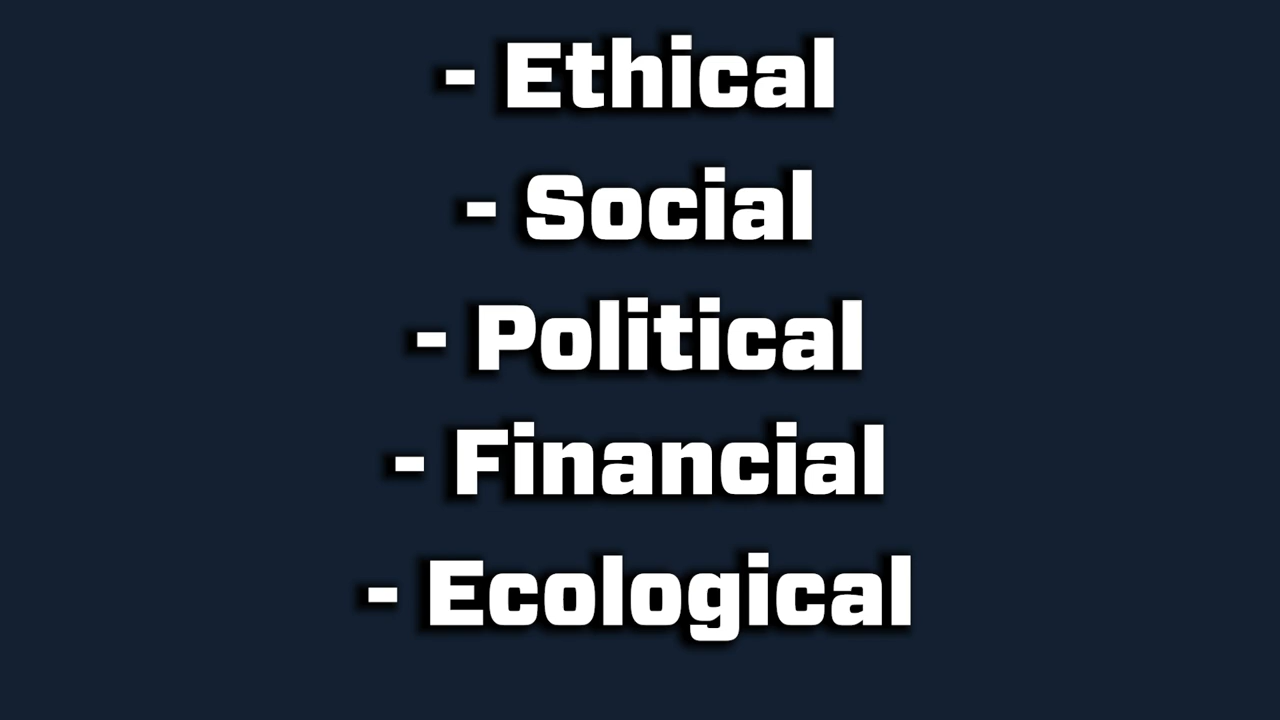 - Ethical
- Social
- Political
- Financial
- Ecological